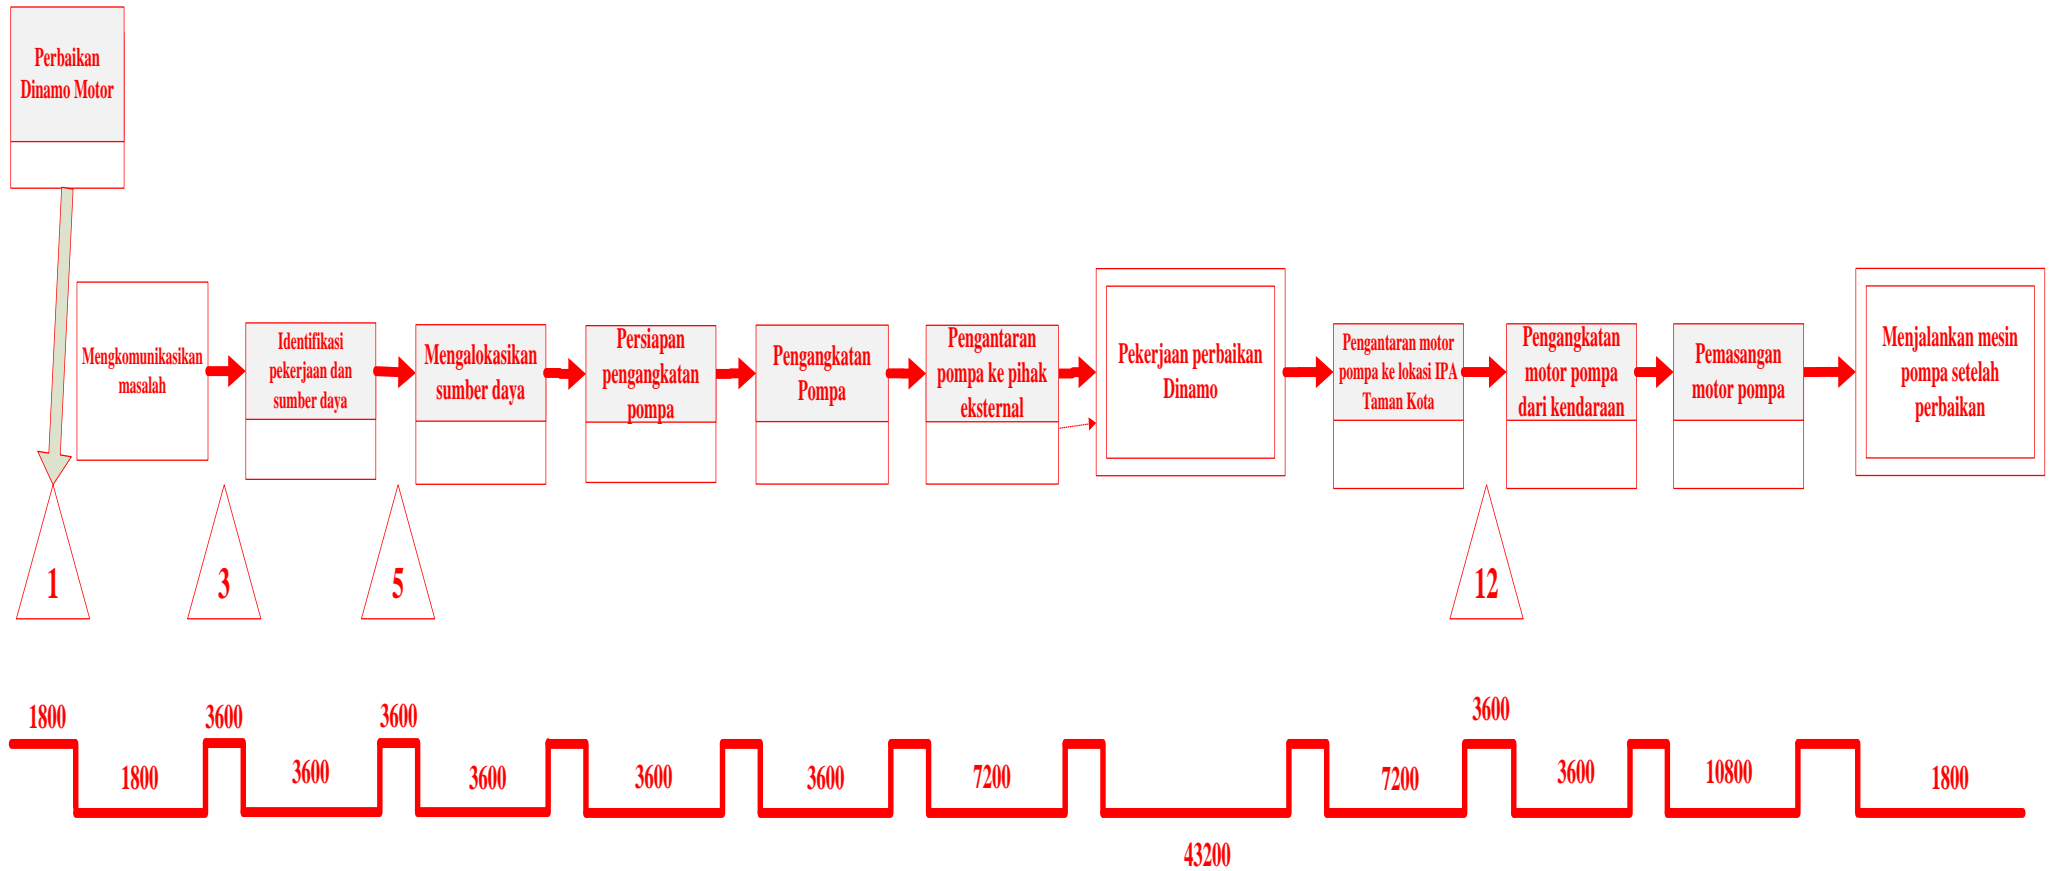 Perbaikan
Dinamo Motor
Mengkomunikasikan
masalah
Identifikasi
pekerjaan dan
sumber daya
Mengalokasikan
sumber daya
Persiapan
pengangkatan
pompa
Pengangkatan
Pompa
Pengantaran
pompa ke pihak
eksternal
Pekerjaan perbaikan
Dinamo
Pengantaran motor
pompa ke lokasi IPA
Taman Kota
Pengangkatan
motor pompa
dari kendaraan
Pemasangan
motor pompa
Menjalankan mesin
pompa setelah
perbaikan
1
3
5
12
1800
3600
3600
3600
1800
3600
3600
3600
3600
7200
43200
7200
3600
10800
1800